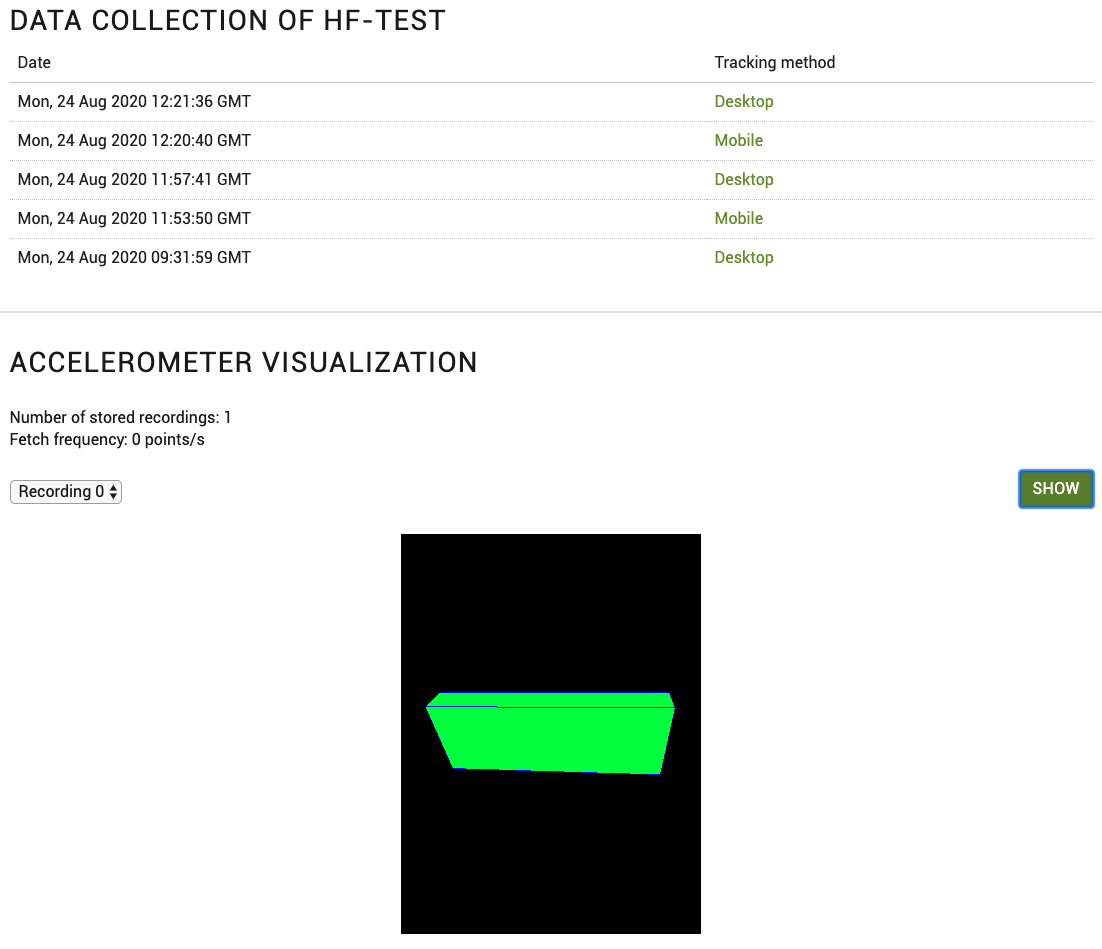 DATA COLLECTION OF HF-TEST
Date Tracking method
Mon, 24 Aug 2020 12:21:36 GMT Desktop
Mon, 24 Aug 2020 12:20:40 GMT Mobile
Mon, 24 Aug 2020 11:57:41 GMT Desktop
Mon, 24 Aug 2020 11:53:50 GMT Mobile
Mon, 24 Aug 2020 09:31:59 GMT Desktop
ACCELEROMETER VISUALIZATION
Number of stored recordings: 1
Fetch frequency: 0 points/s
Recording 0 SHOW